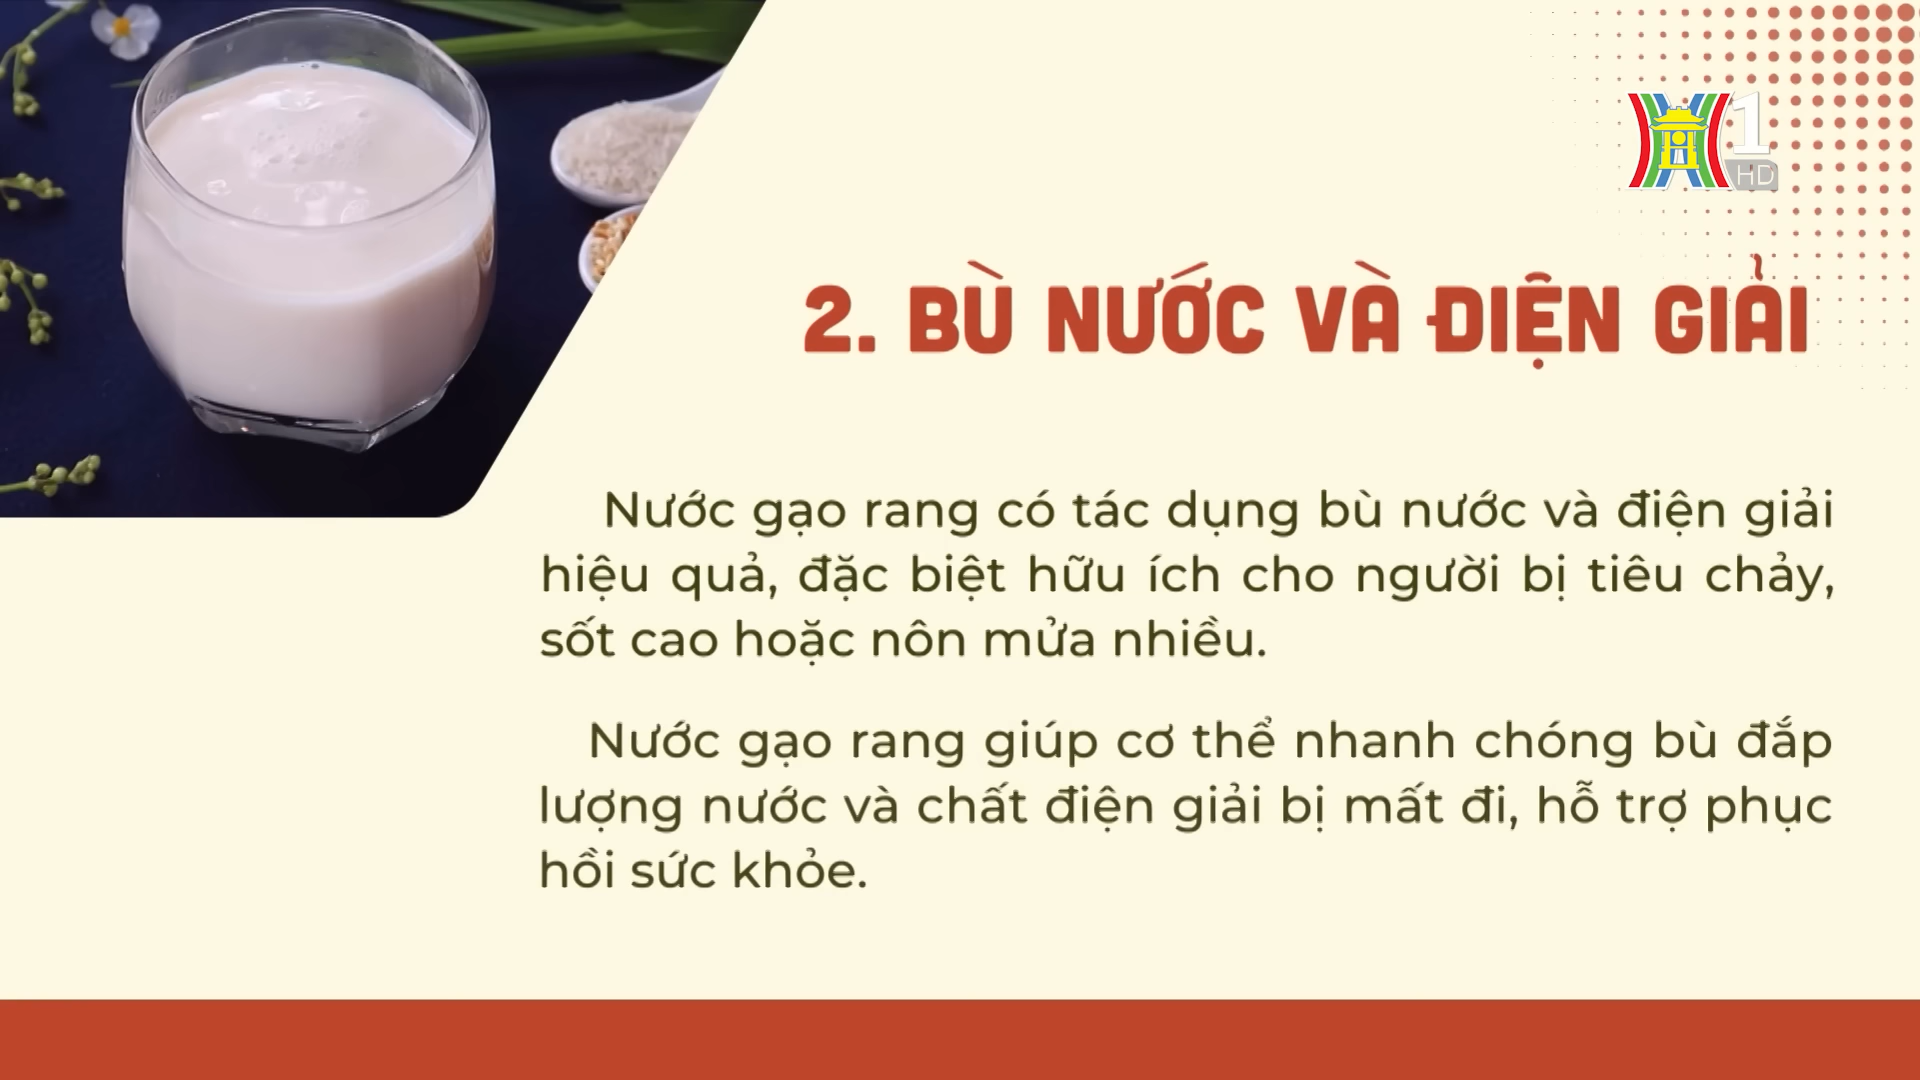 1
HD
2. BÙ NƯỚC VÀ ĐIỆN GIẢI
Nước gạo rang có tác dụng bù nước và điện giải
hiệu quả, đặc biệt hữu ích cho người bị tiêu chảy,
sốt cao hoặc nôn mửa nhiều.
Nước gạo rang giúp cơ thể nhanh chóng bù đắp
lượng nước và chất điện giải bị mất đi, hỗ trợ phục
hồi sức khỏe.